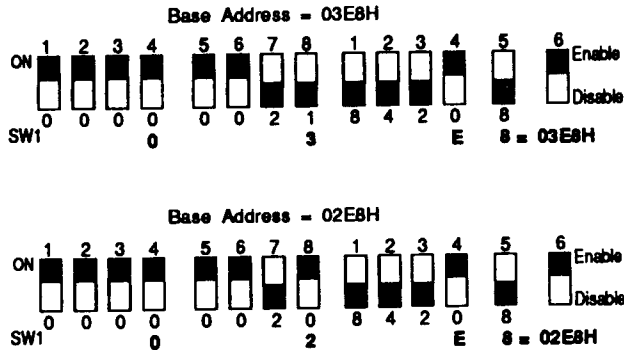 Base Address = 03E8H
1 2 3 4 5 6 7 8 1 2 3 4 5 6
ON Enable
Disable
0 0 0 0 0 0 2 1 8 4 2 0 8
SW1 0 3 E 8 = 03E8H
Base Address = 02E8H
1 2 3 4 5 6 7 8 1 2 3 4 5 6
ON Enable
Disable
0 0 0 0 0 0 2 0 8 4 2 0 8
SW1 0 2 E 8 = 02E8H